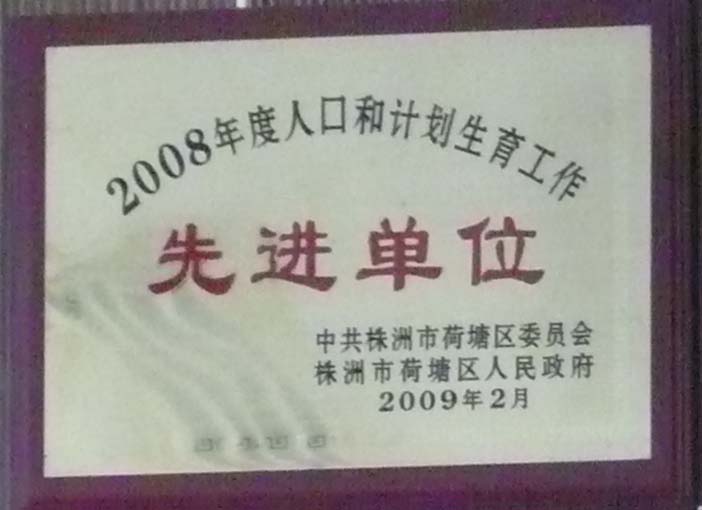 2008年度人口和计划生育工作
先进单位
中共株洲市荷塘区委员会
株洲市荷塘区人民政府
2009年2月